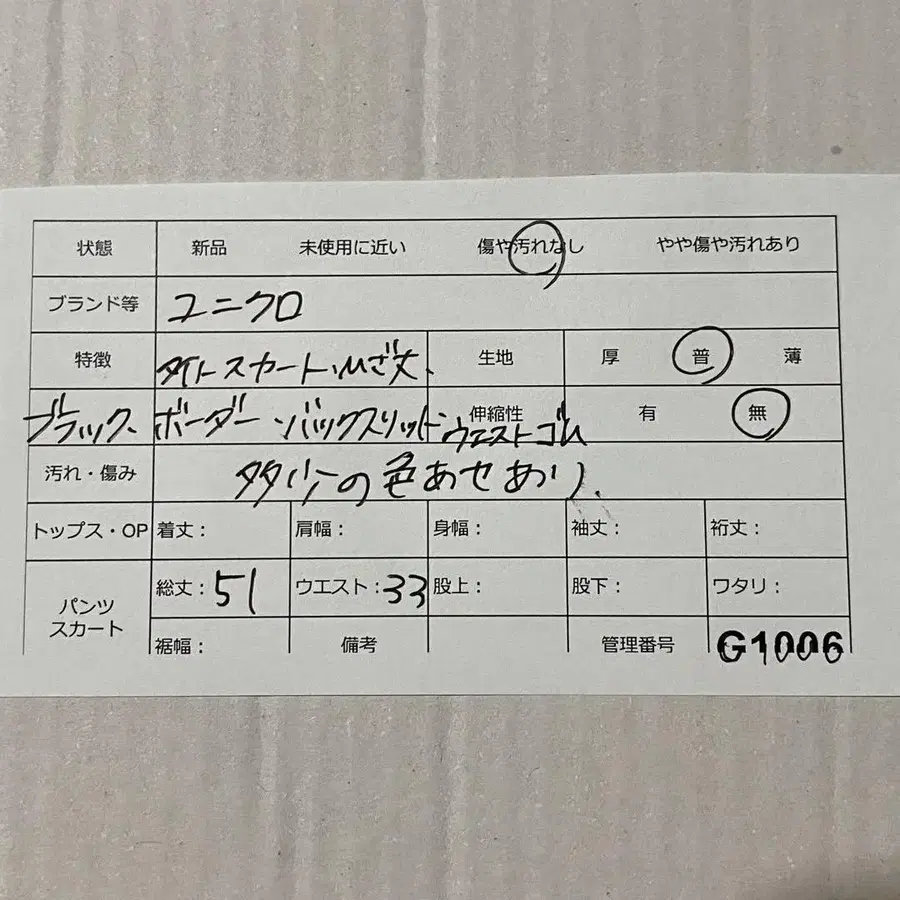 状態 新品 未使用に近い 傷や汚れなし やや傷や汚れあり
ブランド等 ユニクロ
特徴 タイトスカート、ひざ丈、 生地 厚 普 薄
ブラック、ボーダー、バックスリット、ウエストゴム 伸縮性 有 無
汚れ・傷み 多少の色あせあり、
トップス・OP 着丈： 肩幅： 身幅： 袖丈： 裄丈：
パンツ スカート 総丈：51 ウエスト：33 股上： 股下： ワタリ：
裾幅： 備考 管理番号 G1006